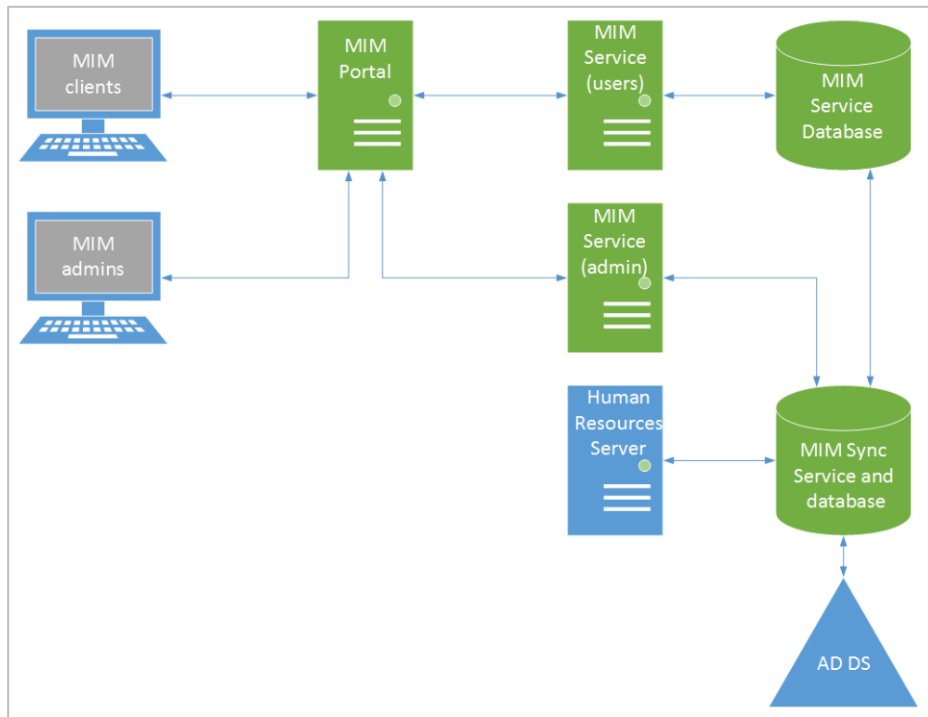 MIM
clients
MIM
Portal
MIM
Service
(users)
MIM
Service
Database
MIM
admins
MIM
Service
(admin)
Human
Resources
Server
MIM Sync
Service and
database
AD DS